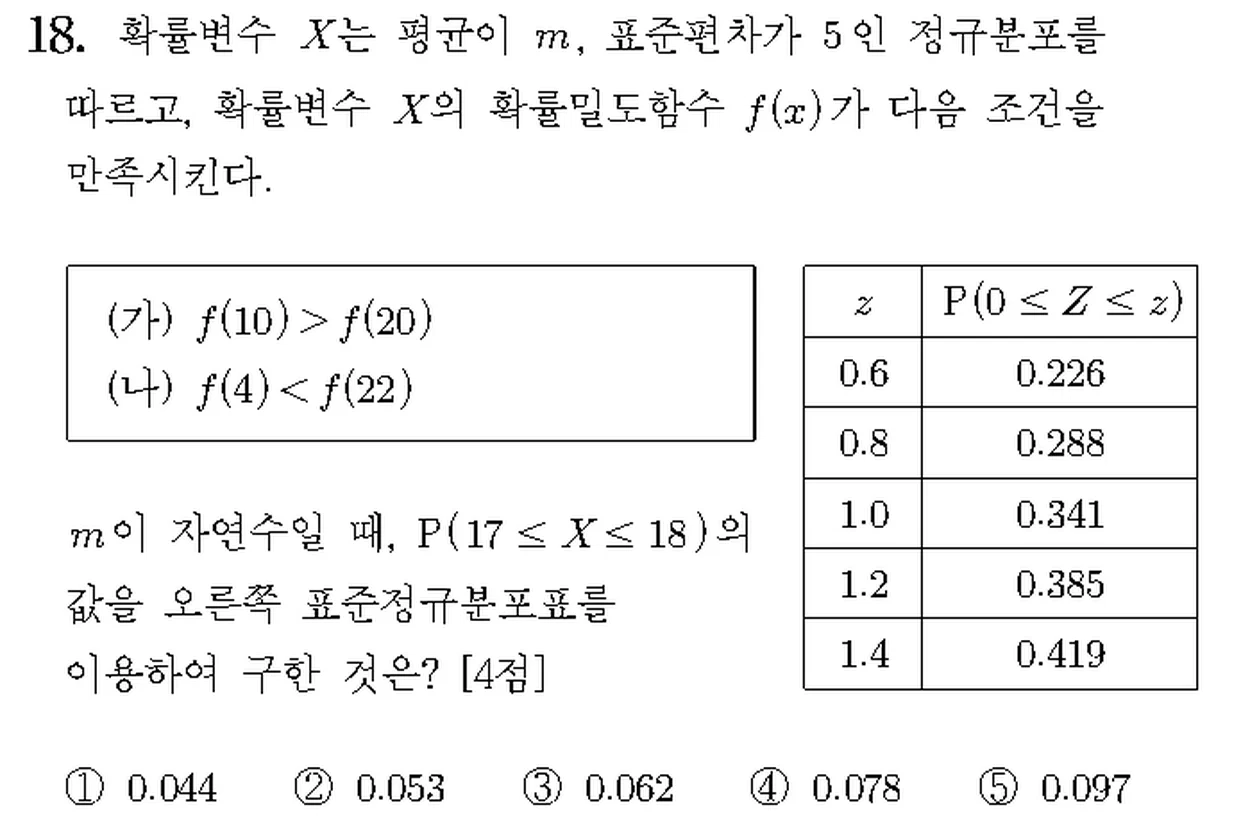 18. 확률변수 X는 평균이 m, 표준편차가 5인 정규분포를
따르고, 확률변수 X의 확률밀도함수 f(x)가 다음 조건을
만족시킨다.
(가) f(10) > f(20)
(나) f(4) < f(22)
z P(0 ≤ Z ≤ z)
0.6 0.226
0.8 0.288
1.0 0.341
1.2 0.385
1.4 0.419
m이 자연수일 때, P(17 ≤ X ≤ 18)의
값을 오른쪽 표준정규분포표를
이용하여 구한 것은? [4점]
① 0.044 ② 0.053 ③ 0.062 ④ 0.078 ⑤ 0.097